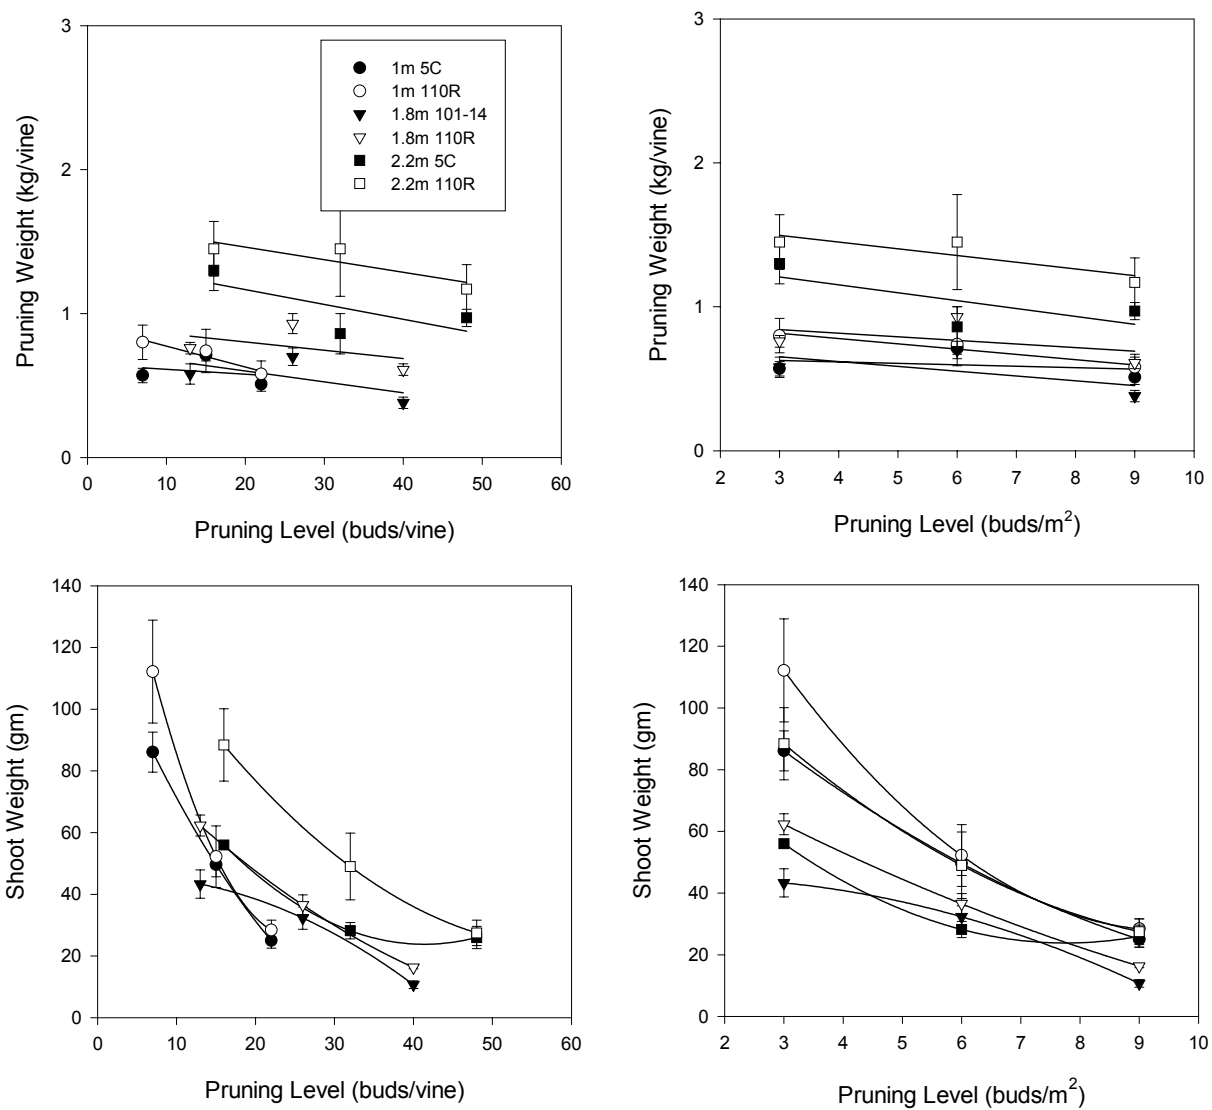 3
2
1
0
Pruning Weight (kg/vine)
1m 5C
1m 110R
1.8m 101-14
1.8m 110R
2.2m 5C
2.2m 110R
0 10 20 30 40 50 60
Pruning Level (buds/vine)
3
2
1
0
Pruning Weight (kg/vine)
2 3 4 5 6 7 8 9 10
Pruning Level (buds/m²)
140
120
100
80
60
40
20
0
Shoot Weight (gm)
0 10 20 30 40 50 60
Pruning Level (buds/vine)
140
120
100
80
60
40
20
0
Shoot Weight (gm)
2 3 4 5 6 7 8 9 10
Pruning Level (buds/m²)